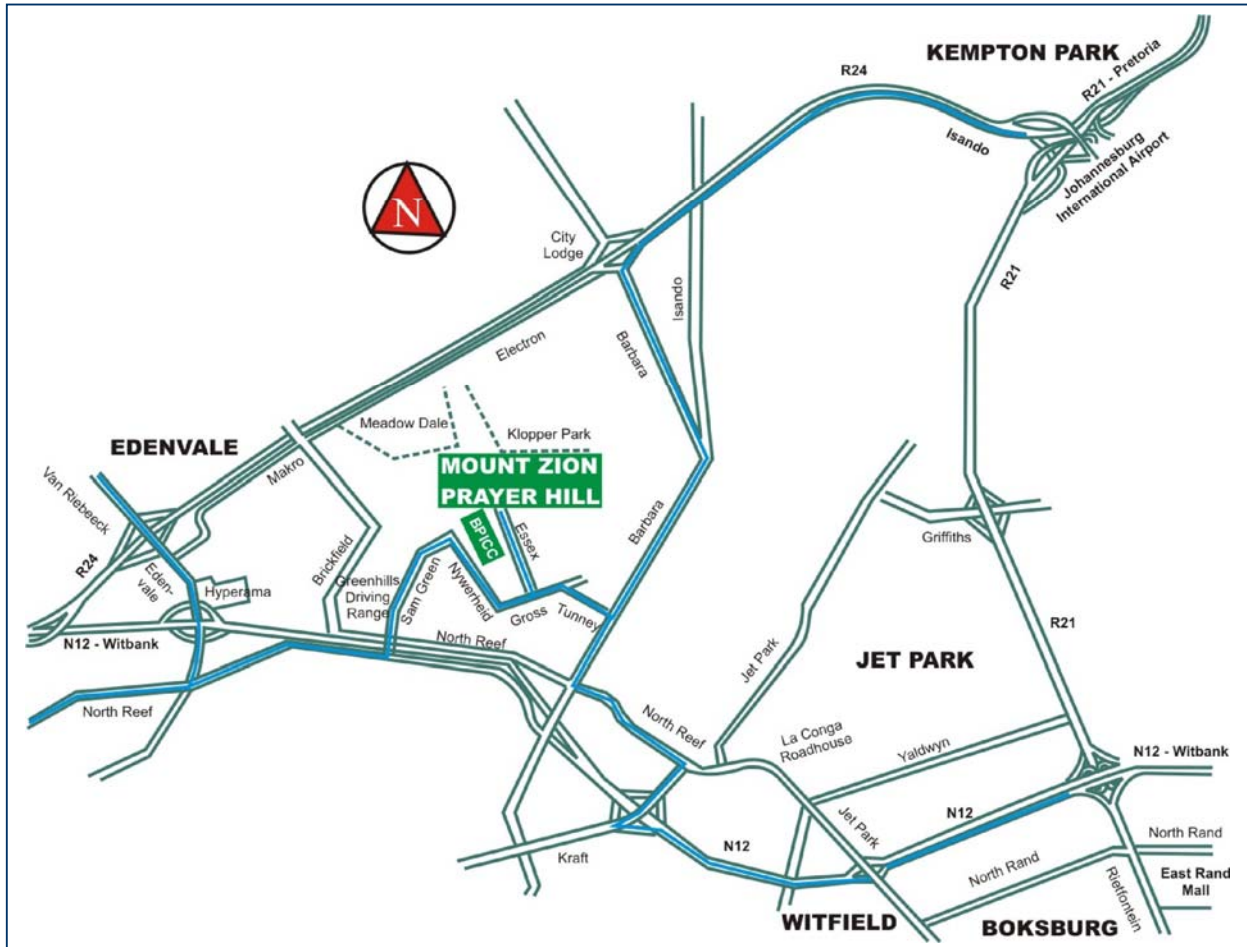 KEMPTON PARK
R24
R21 - Pretoria
Isando
Johannesburg
International Airport
N
City
Lodge
Isando
R21
Barbara
Electron
Meadow Dale
Klopper Park
EDENVALE
MOUNT ZION
PRAYER HILL
Van Riebeeck
Makro
BPICC
Essex
Barbara
Griffiths
R24
Eden-
vale
Hyperama
Brickfield
Greenhills
Driving
Range
Sam Green
Nywerheid
Gross
Tunney
N12 - Witbank
North Reef
R21
JET PARK
Jet Park
North Reef
North Reef
La Conga
Roadhouse
Yaldwyn
N12 - Witbank
Jet Park
N12
N12
Kraft
North Rand
North Rand
East Rand
Mall
Rietfontein
WITFIELD
BOKSBURG